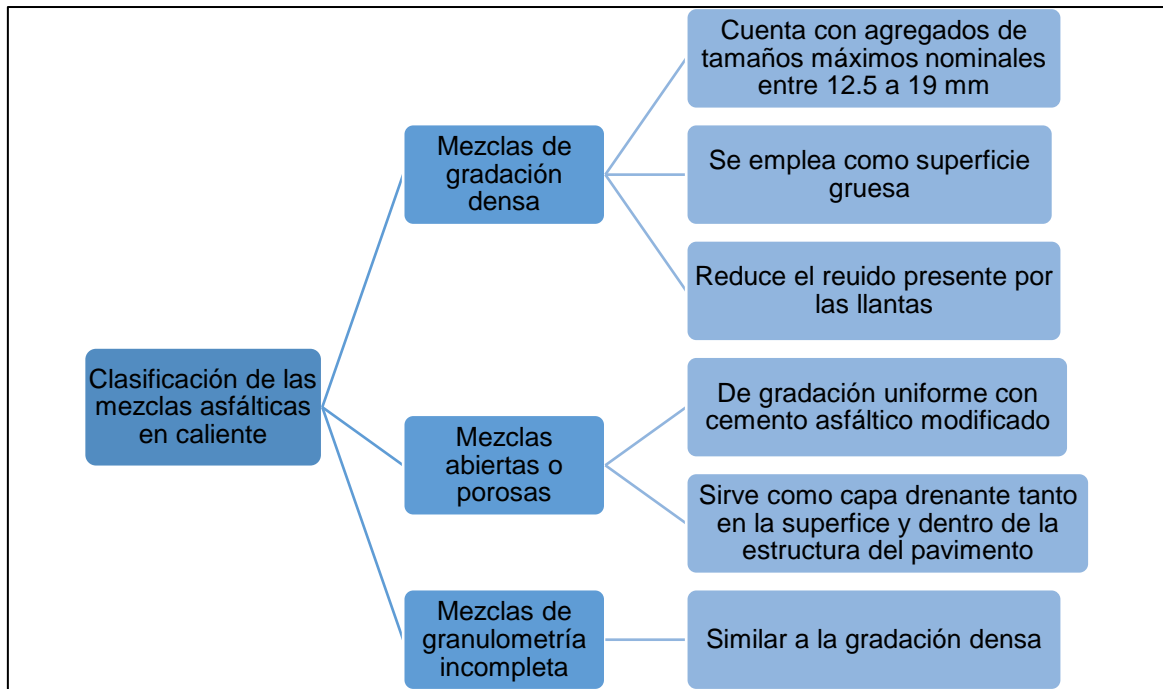 Clasificación de las
mezclas asfálticas
en caliente
Mezclas de
gradación
densa
Cuenta con agregados de
tamaños máximos nominales
entre 12.5 a 19 mm
Se emplea como superficie
gruesa
Reduce el reuido presente por
las llantas
Mezclas
abiertas o
porosas
De gradación uniforme con
cemento asfáltico modificado
Sirve como capa drenante tanto
en la superfice y dentro de la
estructura del pavimento
Mezclas de
granulometría
incompleta
Similar a la gradación densa